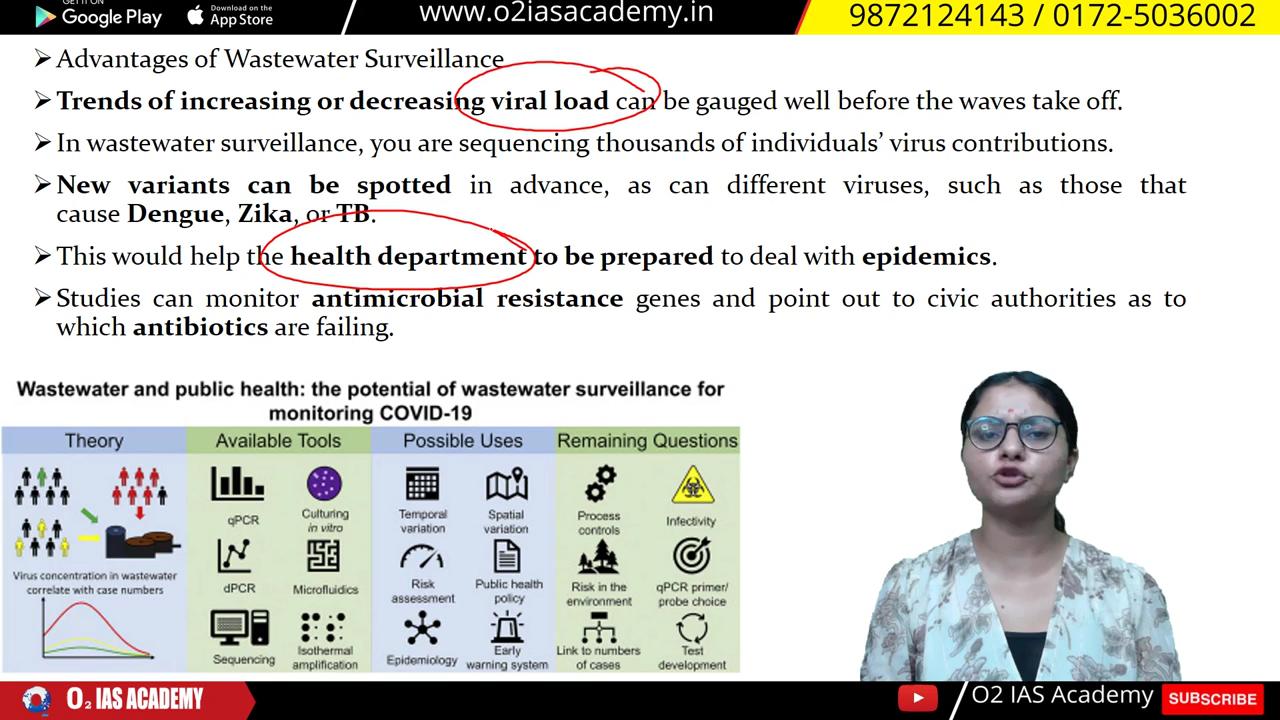 GET IT ON
Google Play
Download on the
App Store
www.o2iasacademy.in
9872124143 / 0172-5036002
➢ Advantages of Wastewater Surveillance
➢ Trends of increasing or decreasing viral load can be gauged well before the waves take off.
➢ In wastewater surveillance, you are sequencing thousands of individuals' virus contributions.
➢ New variants can be spotted in advance, as can different viruses, such as those that
cause Dengue, Zika, or TB.
➢ This would help the health department to be prepared to deal with epidemics.
➢ Studies can monitor antimicrobial resistance genes and point out to civic authorities as to
which antibiotics are failing.
Wastewater and public health: the potential of wastewater surveillance for
monitoring COVID-19
Theory
Virus concentration in wastewater
correlate with case numbers
Available Tools
qPCR
Culturing
in vitro
dPCR
Microfluidics
Sequencing
Isothermal
amplification
Possible Uses
Temporal
variation
Spatial
variation
Risk
assessment
Public health
policy
Epidemiology
Early
warning system
Remaining Questions
Process
controls
Infectivity
Risk in the
environment
qPCR primer/
probe choice
Link to numbers
of cases
Test
development
O2 IAS ACADEMY
O2 IAS Academy
SUBSCRIBE